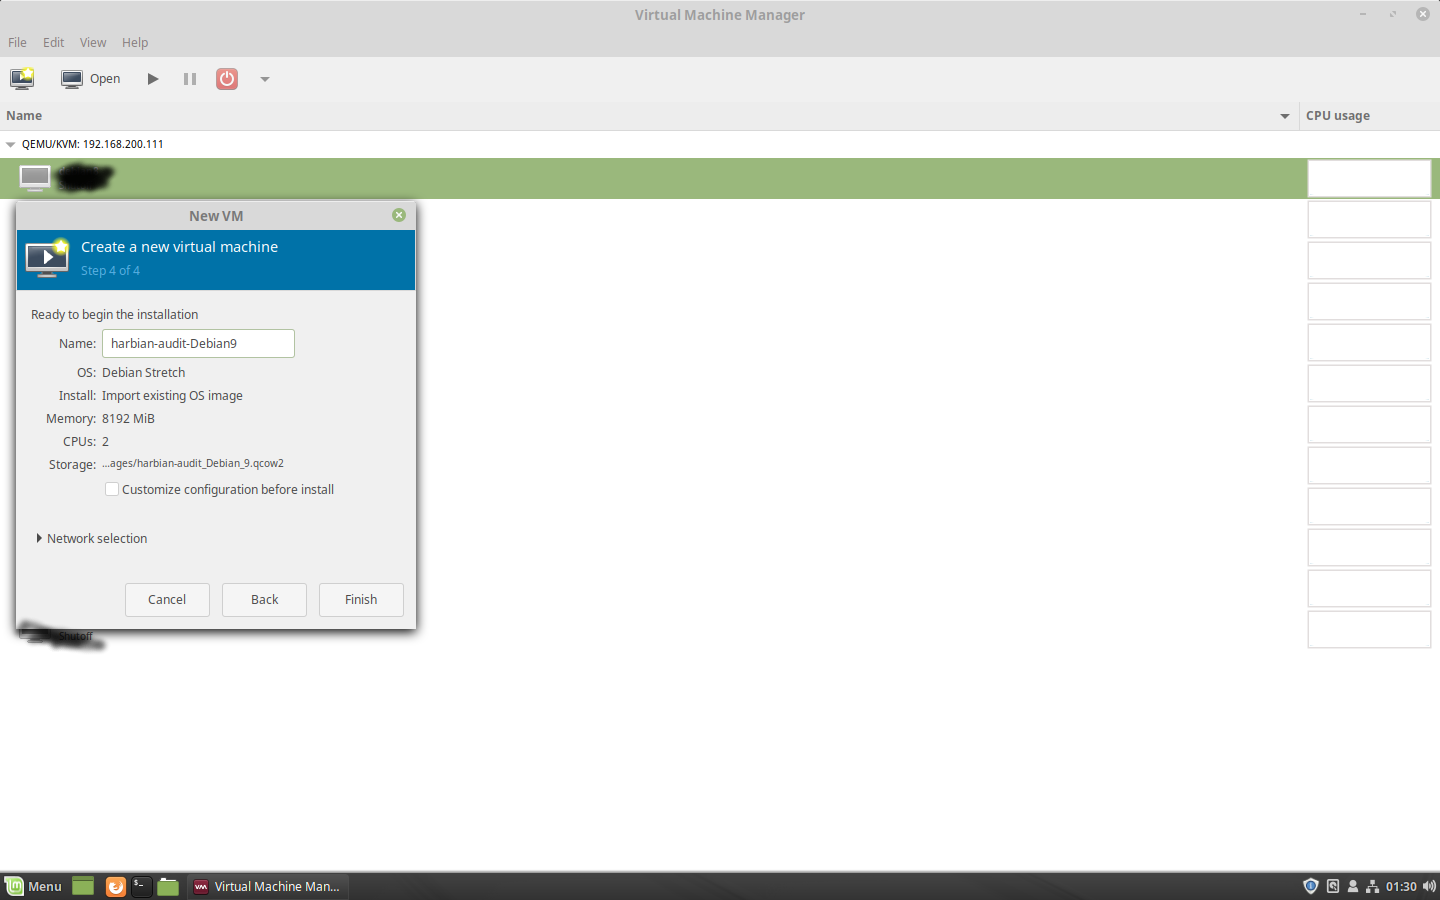 Virtual Machine Manager
File Edit View Help
Open
Name CPU usage
QEMU/KVM: 192.168.200.111
New VM
Create a new virtual machine
Step 4 of 4
Ready to begin the installation
Name: harbian-audit-Debian9
OS: Debian Stretch
Install: Import existing OS image
Memory: 8192 MiB
CPUs: 2
Storage: ...ages/harbian-audit_Debian_9.qcow2
Customize configuration before install
Network selection
Cancel Back Finish
Shutoff
Menu Virtual Machine Man... 01:30